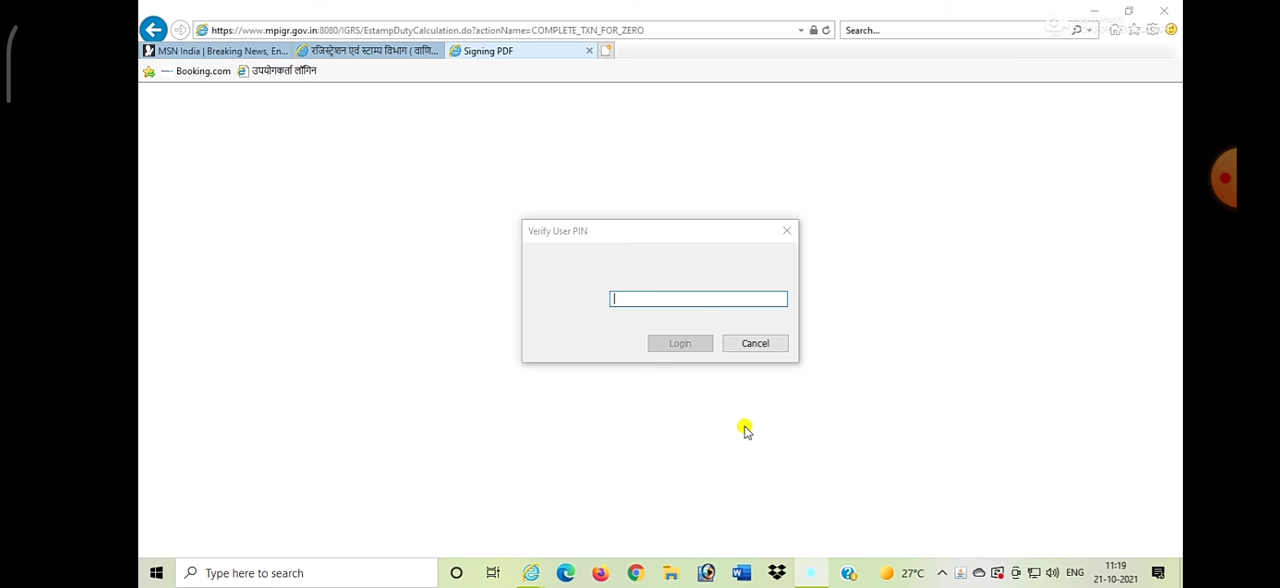 https://www.mpigr.gov.in:8080/IGRS/EstampDutyCalculation.do?actionName=COMPLETE_TXN_FOR_ZERO
Search...
MSN India | Breaking News, En...
रजिस्ट्रेशन एवं स्टाम्प विभाग ( वाणि...
Signing PDF
Booking.com
उपयोगकर्ता लॉगिन
Verify User PIN
Login
Cancel
Type here to search
27°C
ENG
11:19
21-10-2021